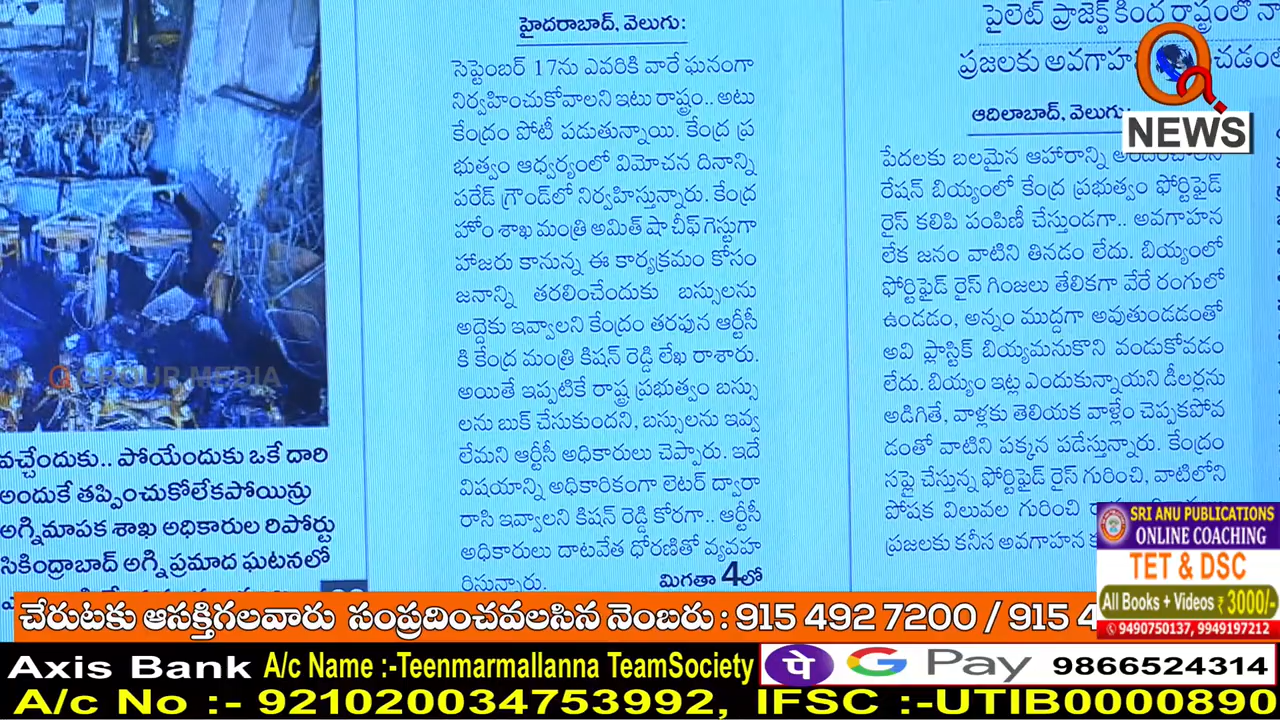 హైదరాబాద్, వెలుగు:
సెప్టెంబర్ 17ను ఎవరికి వారే ఘనంగా
నిర్వహించుకోవాలని ఇటు రాష్ట్రం.. అటు
కేంద్రం పోటీ పడుతున్నాయి. కేంద్ర ప్ర
భుత్వం ఆధ్వర్యంలో విమోచన దినాన్ని
పరేడ్ గ్రౌండ్‌లో నిర్వహిస్తున్నారు. కేంద్ర
హోం శాఖ మంత్రి అమిత్ షా చీఫ్ గెస్టుగా
హాజరు కానున్న ఈ కార్యక్రమం కోసం
జనాన్ని తరలించేందుకు బస్సులను
అద్దెకు ఇవ్వాలని కేంద్రం తరఫున ఆర్టీసీ
కి కేంద్ర మంత్రి కిషన్ రెడ్డి లేఖ రాశారు.
అయితే ఇప్పటికే రాష్ట్ర ప్రభుత్వం బస్సు
లను బుక్ చేసుకుందని, బస్సులను ఇవ్వ
లేమని ఆర్టీసీ అధికారులు చెప్పారు. ఇదే
విషయాన్ని అధికారికంగా లెటర్ ద్వారా
రాసి ఇవ్వాలని కిషన్ రెడ్డి కోరగా.. ఆర్టీసీ
అదికారులు దాటవేత ధోరణితో వ్యవహ
రిస్తున్నారు. మిగతా 4లో
పైలెట్ ప్రాజెక్ట్ కింద రాష్ట్రంలో
ప్రజలకు
ఆదిలాబాద్, వెలుగు:
పేదలకు బలమైన ఆహారాన్ని
రేషన్ బియ్యంలో కేంద్ర ప్రభుత్వం ఫోర్టిఫైడ్
రైస్ కలిపి పంపిణీ చేస్తుండగా.. అవగాహన
లేక జనం వాటిని తినడం లేదు. బియ్యంలో
ఫోర్టిఫైడ్ రైస్ గింజలు తేలికగా వేరే రంగులో
ఉండడం, అన్నం ముద్దగా అవుతుండడంతో
అవి ప్లాస్టిక్ బియ్యమనుకొని వండుకోవడం
లేదు. బియ్యం ఇట్ల ఎందుకున్నాయని డీలర్లను
అడిగితే, వాళ్లకు తెలియక వాళ్లేం చెప్పకపోవ
డంతో వాటిని పక్కన పడేస్తున్నారు. కేంద్రం
సప్లై చేస్తున్న ఫోర్టిఫైడ్ రైస్ గురించి, వాటిలోని
పోషక విలువల గురించి
ప్రజలకు కనీస అవగాహన
Q NEWS
Q GROUP MEDIA
వచ్చేందుకు.. పోయేందుకు ఒకే దారి
అందుకే తప్పించుకోలేకపోయిన్రు
అగ్నిమాపక శాఖ అధికారుల రిపోర్టు
సికింద్రాబాద్ అగ్ని ప్రమాద ఘటనలో
SRI ANU PUBLICATIONS
ONLINE COACHING
TET & DSC
All Books + Videos ₹ 3000/-
9490750137, 9949197212
చేరుటకు ఆసక్తిగలవారు సంప్రదించవలసిన నెంబరు : 915 492 7200 / 915 4
Axis Bank A/c Name :-Teenmarmallanna TeamSociety
G Pay 9866524314
A/c No :- 921020034753992, IFSC :-UTIB0000890